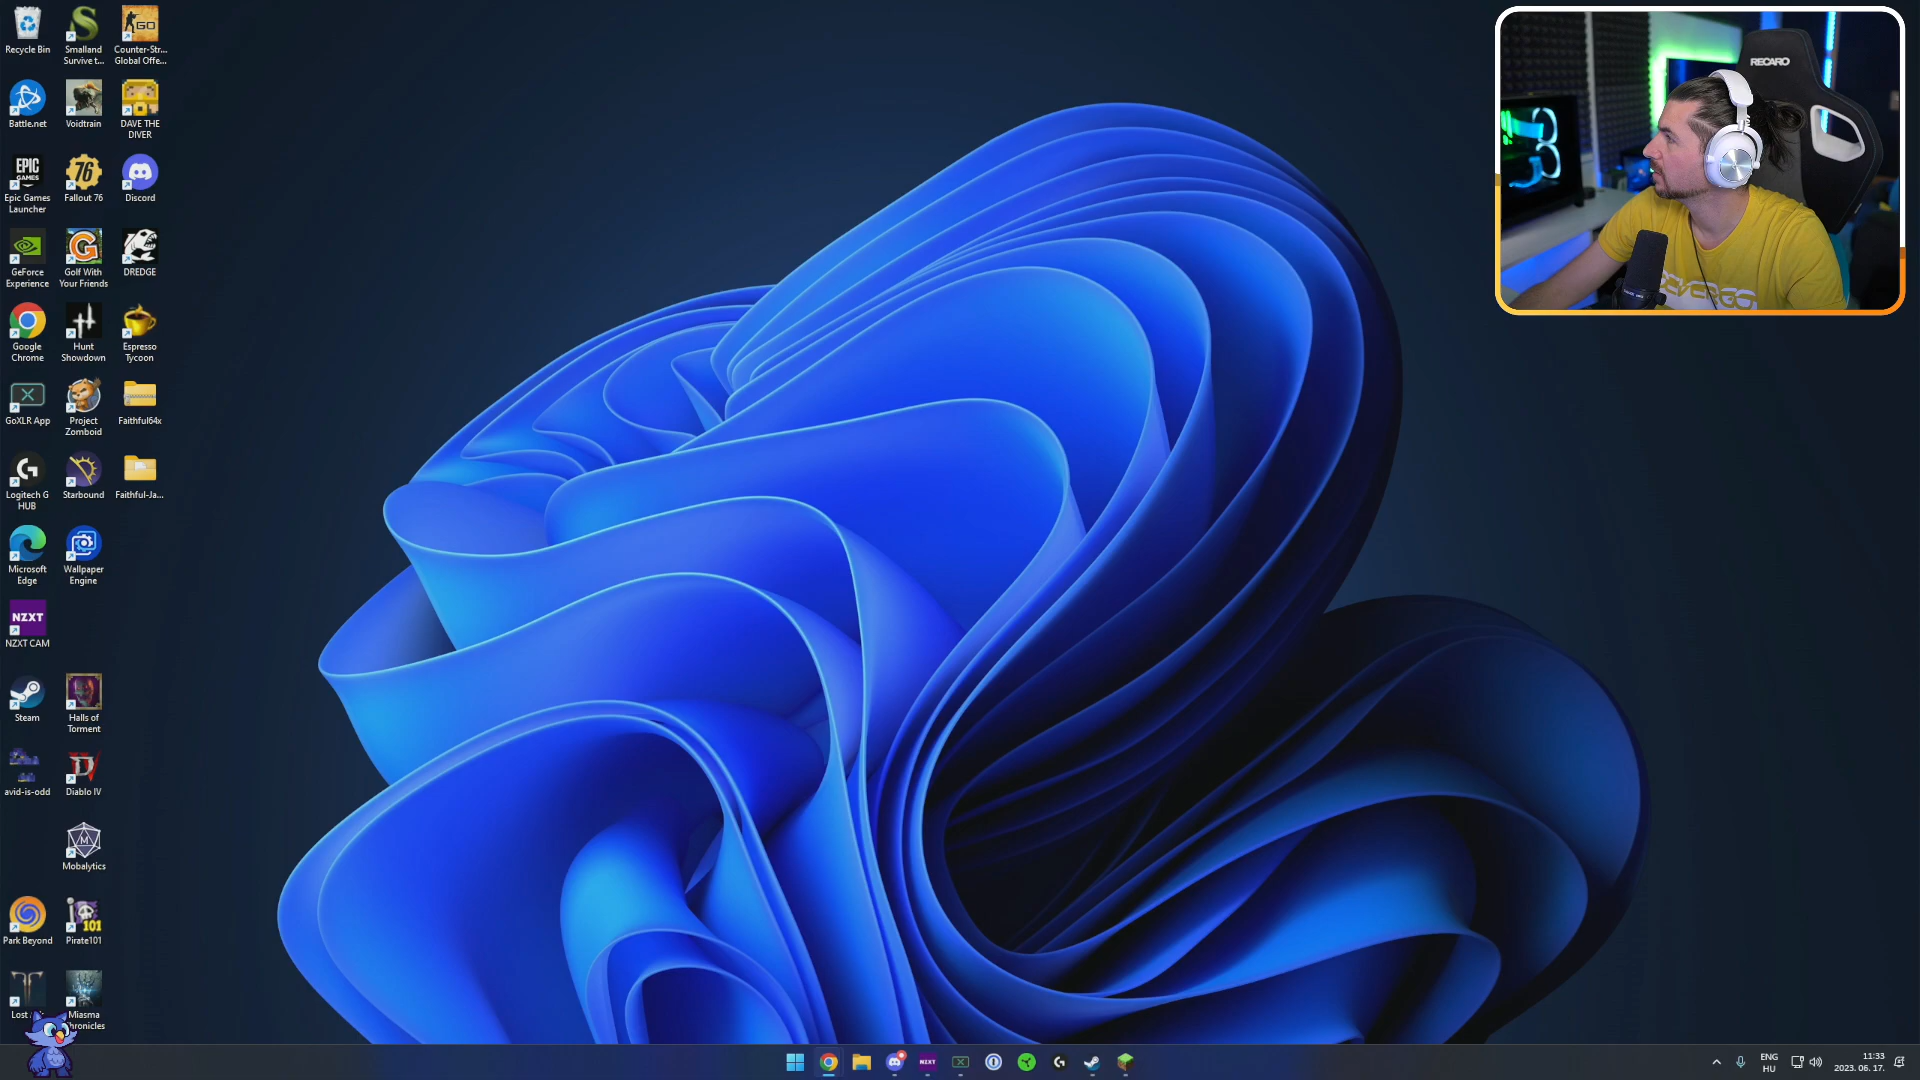 Recycle Bin
Smalland
Survive t...
GO
Counter-Str...
Global Offe...
Battle.net
Voidtrain
DAVE THE
DIVER
EPIC
GAMES
Epic Games
Launcher
76
Fallout 76
Discord
GeForce
Experience
G
Golf With
Your Friends
DREDGE
Google
Chrome
Hunt
Showdown
Espresso
Tycoon
GoXLR App
Project
Zomboid
Faithful64x
Logitech G
HUB
Starbound
Faithful-Ja...
Microsoft
Edge
Wallpaper
Engine
NZXT
NZXT CAM
Steam
Halls of
Torment
avid-is-odd
Diablo IV
M
Mobalytics
Park Beyond
101
Pirate101
Lost
Miasma
Chronicles
RECARO
NZXT
ENG
HU
11:33
2023. 06. 17.